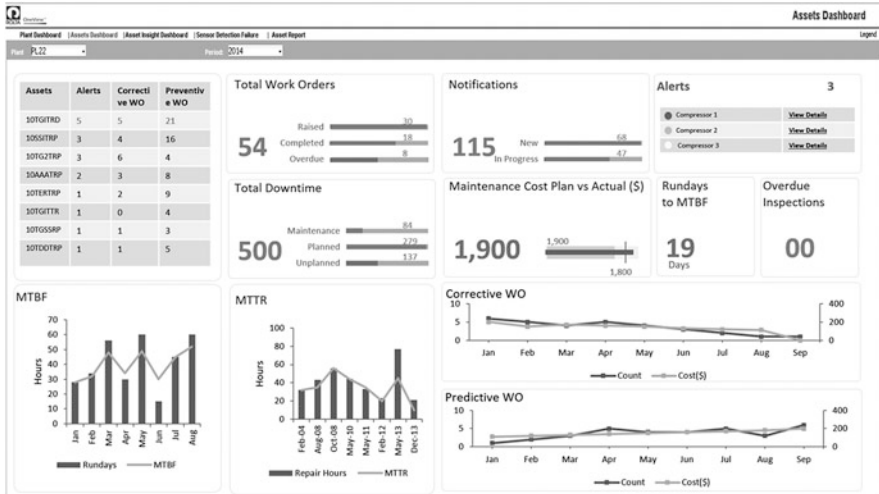 OneView
Assets Dashboard
Plant Dashboard | Assets Dashboard | Asset Insight Dashboard | Sensor Detection Failure | Asset Report
Legend
Plant PL22 Period 2014
Assets Alerts Correcti ve WO Preventiv e WO
10TGITRD 5 5 21
10SSITRP 3 4 16
10TG2TRP 3 6 4
10AAATRP 2 3 8
10TERTRP 1 2 9
10TGITTR 1 0 4
10TGSSRP 1 1 3
10TDDTRP 1 1 5
Total Work Orders
54
Raised 30
Completed 18
Overdue 8
Notifications
115
New 68
In Progress 47
Alerts 3
Compressor 1 View Details
Compressor 2 View Details
Compressor 3 View Details
Total Downtime
500
Maintenance 84
Planned 279
Unplanned 137
Maintenance Cost Plan vs Actual ($)
1,900
1,900
1,800
Rundays
to MTBF
19
Days
Overdue
Inspections
00
MTBF
70
60
50
40
30
20
10
0
Hours
Jan Feb Mar Apr May Jun Jul Aug
Rundays MTBF
MTTR
100
80
60
40
20
0
Hours
Feb-04 Aug-08 Oct-08 May-10 May-11 Feb-12 May-13 Dec-13
Repair Hours MTTR
Corrective WO
10 400
5 200
0 0
Jan Feb Mar Apr May Jun Jul Aug Sep
Count Cost($)
Predictive WO
10 400
5 200
0 0
Jan Feb Mar Apr May Jun Jul Aug Sep
Count Cost($)